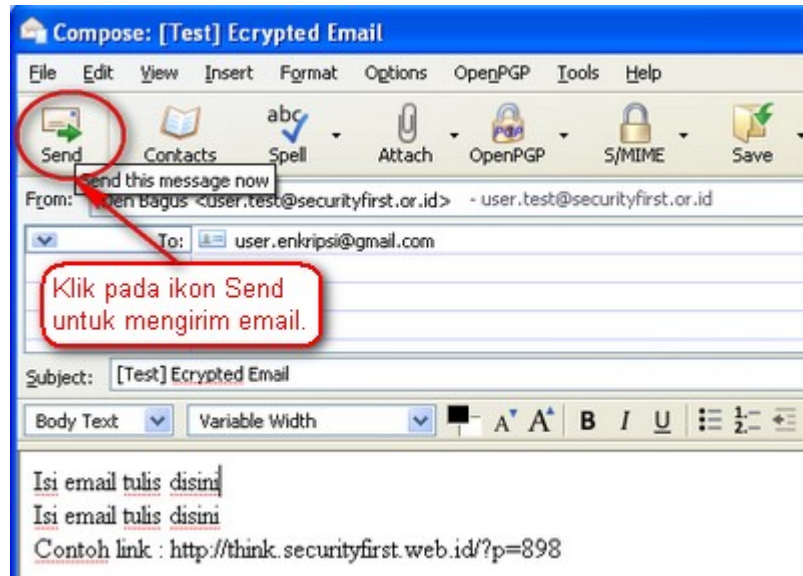 Compose: [Test] Ecrypted Email
File Edit View Insert Format Options OpenPGP Tools Help
Send Contacts Spell Attach OpenPGP S/MIME Save
Send this message now
From: Den Bagus <user.test@securityfirst.or.id> - user.test@securityfirst.or.id
To: user.enkripsi@gmail.com
Klik pada ikon Send
untuk mengirim email.
Subject: [Test] Ecrypted Email
Body Text Variable Width A A B I U
Isi email tulis disini
Isi email tulis disini
Contoh link : http://think.securityfirst.web.id/?p=898